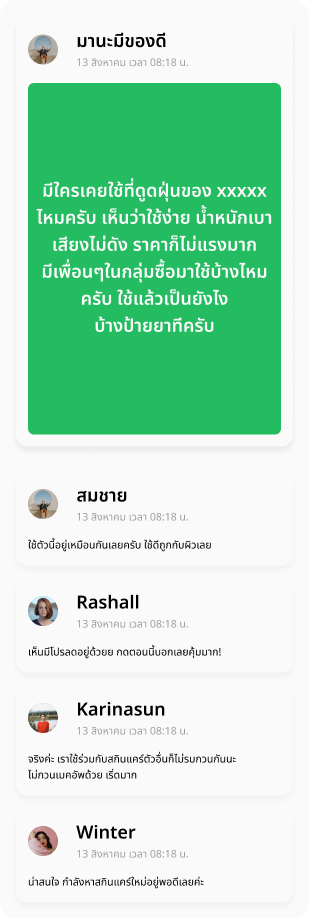 มานะมีของดี
13 สิงหาคม เวลา 08:18 น.
มีใครเคยใช้ที่ดูดฝุ่นของ xxxxx
ไหมครับ เห็นว่าใช้ง่าย น้ำหนักเบา
เสียงไม่ดัง ราคาก็ไม่แรงมาก
มีเพื่อนๆในกลุ่มซื้อมาใช้บ้างไหม
ครับ ใช้แล้วเป็นยังไง
บ้างป้ายยาทีครับ
สมชาย
13 สิงหาคม เวลา 08:18 น.
ใช้ตัวนี้อยู่เหมือนกันเลยครับ ใช้ดีถูกกับผิวเลย
Rashall
13 สิงหาคม เวลา 08:18 น.
เห็นมีโปรลดอยู่ด้วยย กดตอนนี้บอกเลยคุ้มมาก!
Karinasun
13 สิงหาคม เวลา 08:18 น.
จริงค่ะ เราใช้ร่วมกับสกินแคร์ตัวอื่นก็ไม่รบกวนกันนะ
ไม่กวนเมคอัพด้วย เริ่ดมาก
Winter
13 สิงหาคม เวลา 08:18 น.
น่าสนใจ กำลังหาสกินแคร์ใหม่อยู่พอดีเลยค่ะ